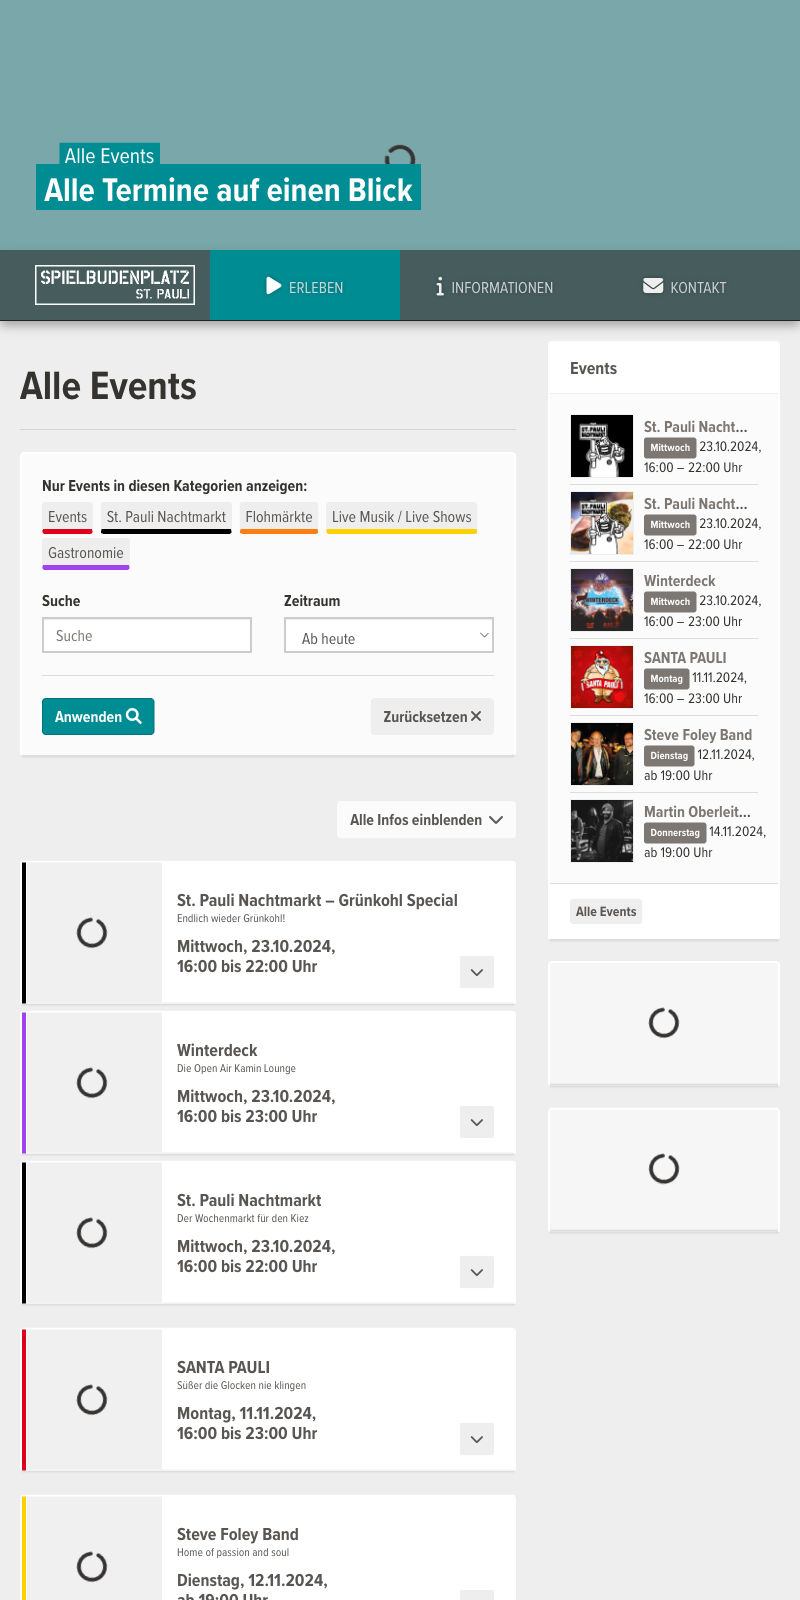 Alle Events
Alle Termine auf einen Blick
SPIELBUDENPLATZ
ST. PAULI
ERLEBEN
INFORMATIONEN
KONTAKT
Alle Events
Nur Events in diesen Kategorien anzeigen:
Events St. Pauli Nachtmarkt Flohmärkte Live Musik / Live Shows
Gastronomie
Suche Zeitraum
Suche Ab heute
Anwenden Zurücksetzen
Alle Infos einblenden
St. Pauli Nachtmarkt – Grünkohl Special
Endlich wieder Grünkohl!
Mittwoch, 23.10.2024,
16:00 bis 22:00 Uhr
Winterdeck
Die Open Air Kamin Lounge
Mittwoch, 23.10.2024,
16:00 bis 23:00 Uhr
St. Pauli Nachtmarkt
Der Wochenmarkt für den Kiez
Mittwoch, 23.10.2024,
16:00 bis 22:00 Uhr
SANTA PAULI
Süßer die Glocken nie klingen
Montag, 11.11.2024,
16:00 bis 23:00 Uhr
Steve Foley Band
Home of passion and soul
Dienstag, 12.11.2024,
ab 19:00 Uhr
Events
St. Pauli Nacht...
Mittwoch 23.10.2024,
16:00 – 22:00 Uhr
St. Pauli Nacht...
Mittwoch 23.10.2024,
16:00 – 22:00 Uhr
Winterdeck
Mittwoch 23.10.2024,
16:00 – 23:00 Uhr
SANTA PAULI
Montag 11.11.2024,
16:00 – 23:00 Uhr
Steve Foley Band
Dienstag 12.11.2024,
ab 19:00 Uhr
Martin Oberleit...
Donnerstag 14.11.2024,
ab 19:00 Uhr
Alle Events